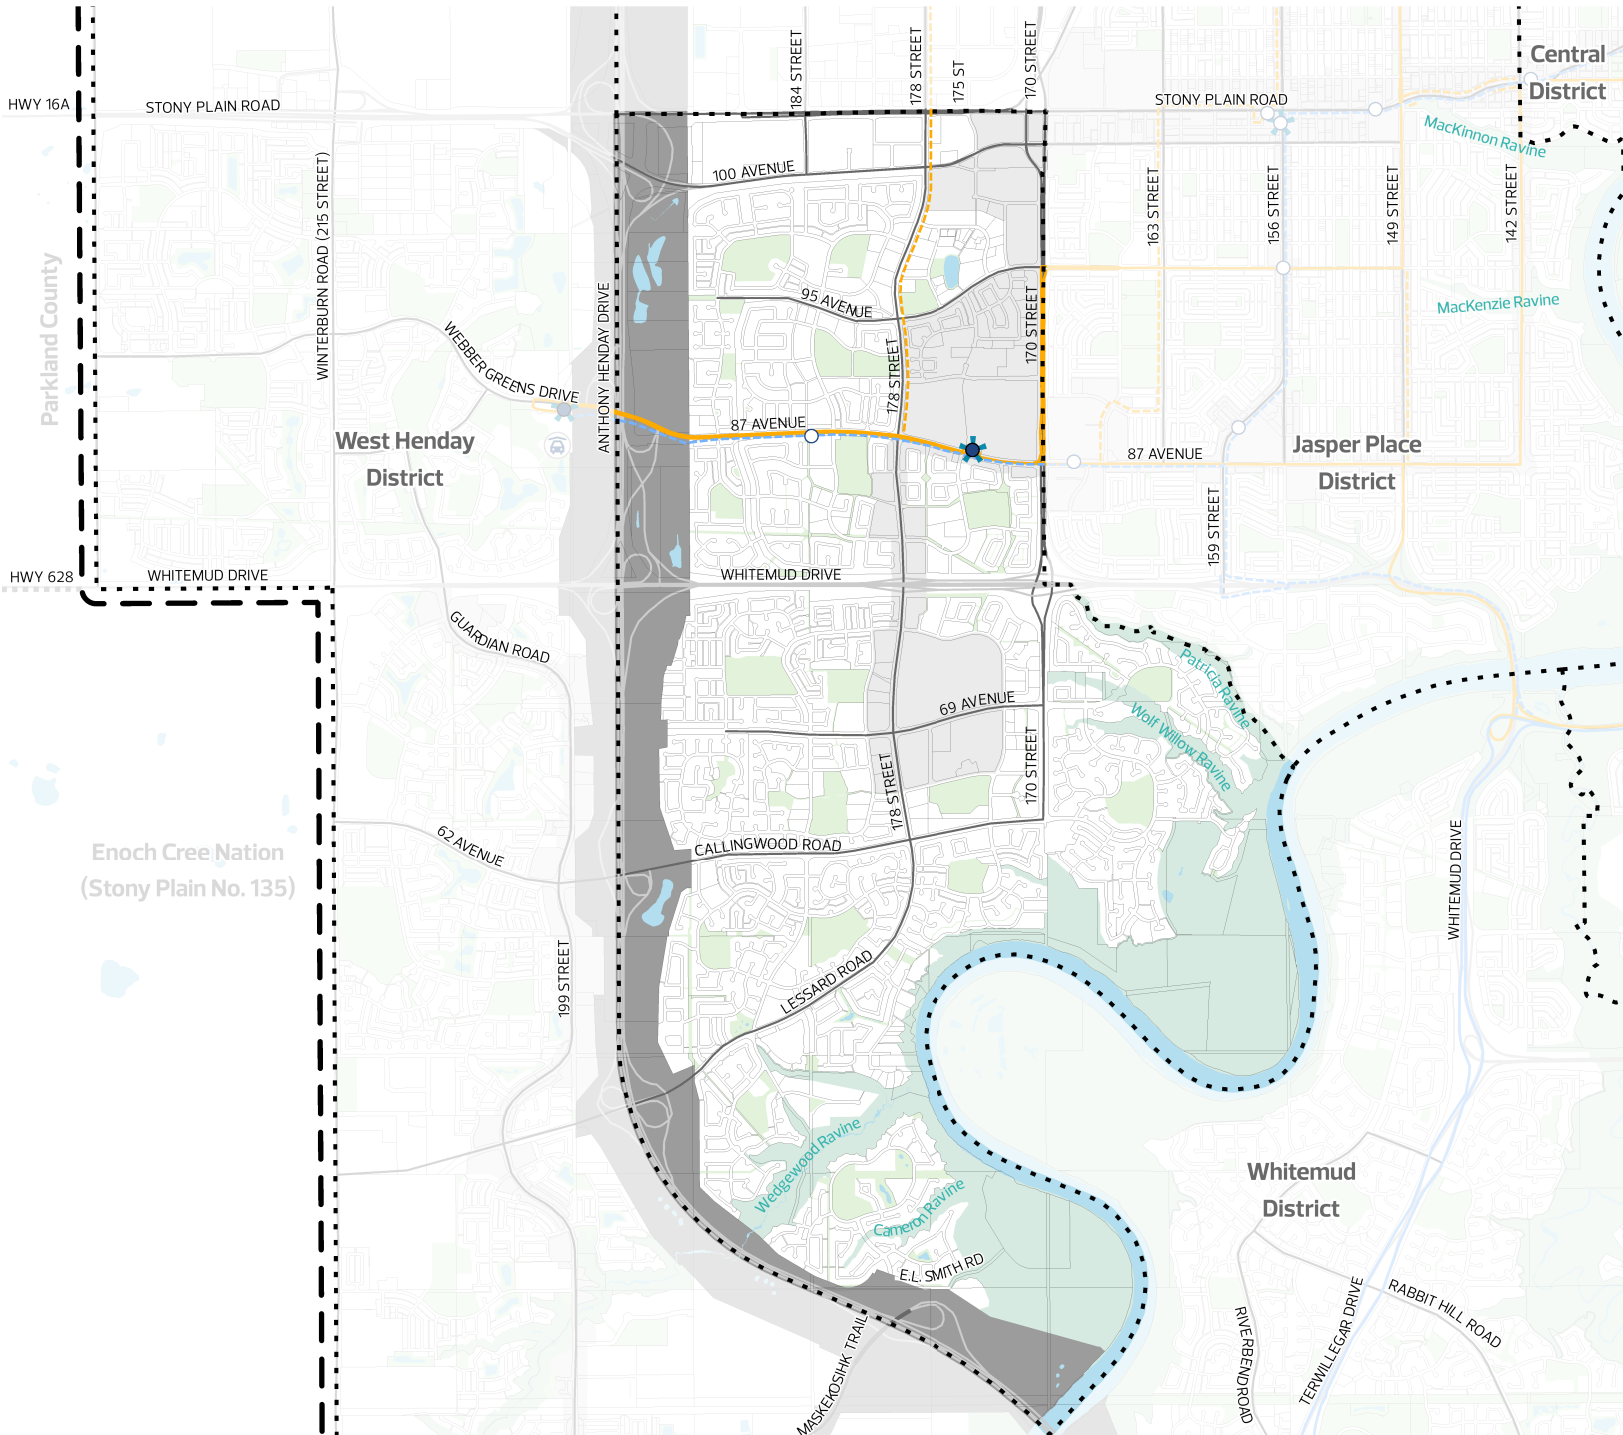 184 STREET
178 STREET
175 ST
170 STREET
Central
District
HWY 16A
STONY PLAIN ROAD
STONY PLAIN ROAD
MacKinnon Ravine
100 AVENUE
WINTERBURN ROAD (215 STREET)
163 STREET
156 STREET
149 STREET
142 STREET
Parkland County
ANTHONY HENDAY DRIVE
95 AVENUE
170 STREET
MacKenzie Ravine
WEBBER GREENS DRIVE
178 STREET
87 AVENUE
West Henday
District
87 AVENUE
Jasper Place
District
159 STREET
HWY 628
WHITEMUD DRIVE
WHITEMUD DRIVE
GUARDIAN ROAD
Patricia Ravine
Wolf Willow Ravine
69 AVENUE
170 STREET
178 STREET
62 AVENUE
CALLINGWOOD ROAD
Enoch Cree Nation
(Stony Plain No. 135)
WHITEMUD DRIVE
199 STREET
LESSARD ROAD
Wedgewood Ravine
Cameron Ravine
Whitemud
District
E.L. SMITH RD
MASKEKOSIHK TRAIL
RIVERBEND ROAD
TERWILLEGAR DRIVE
RABBIT HILL ROAD